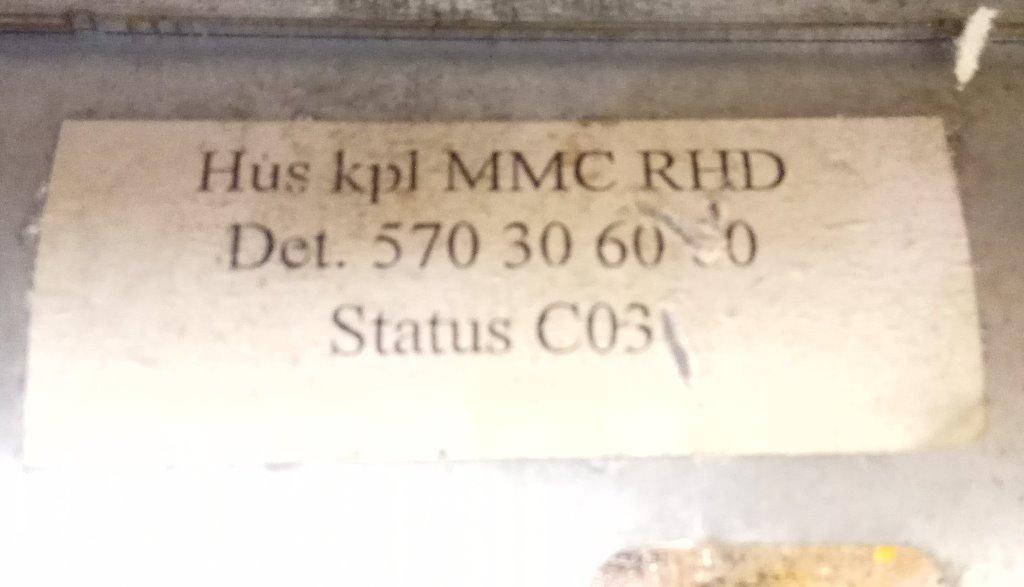 Hus kpl MMC RHD
Det. 570 30 60
Status C03